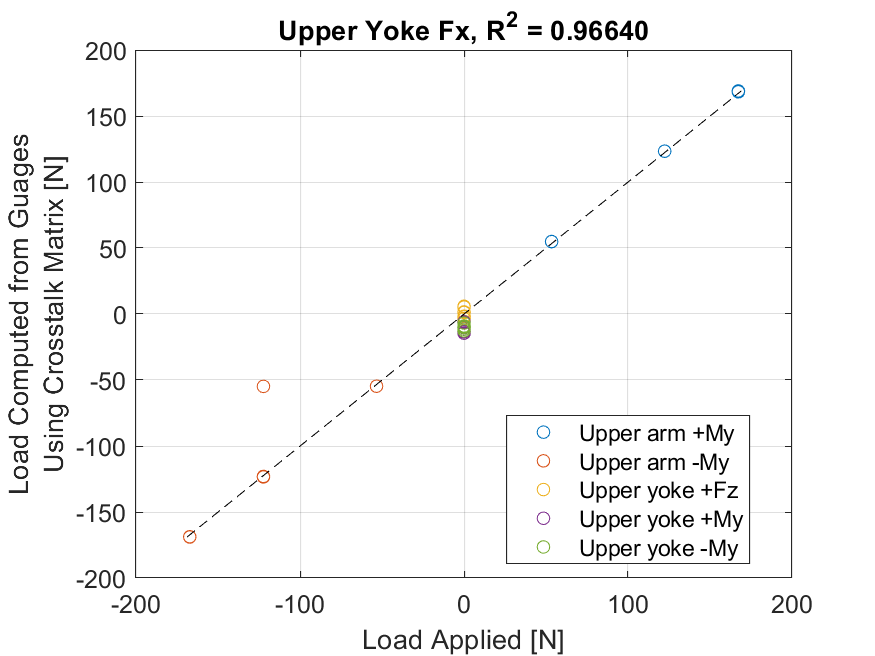 Upper Yoke Fx, R² = 0.96640
Load Computed from Guages
Using Crosstalk Matrix [N]
200
150
100
50
0
-50
-100
-150
-200
-200
-100
0
100
200
Load Applied [N]
Upper arm +My
Upper arm -My
Upper yoke +Fz
Upper yoke +My
Upper yoke -My